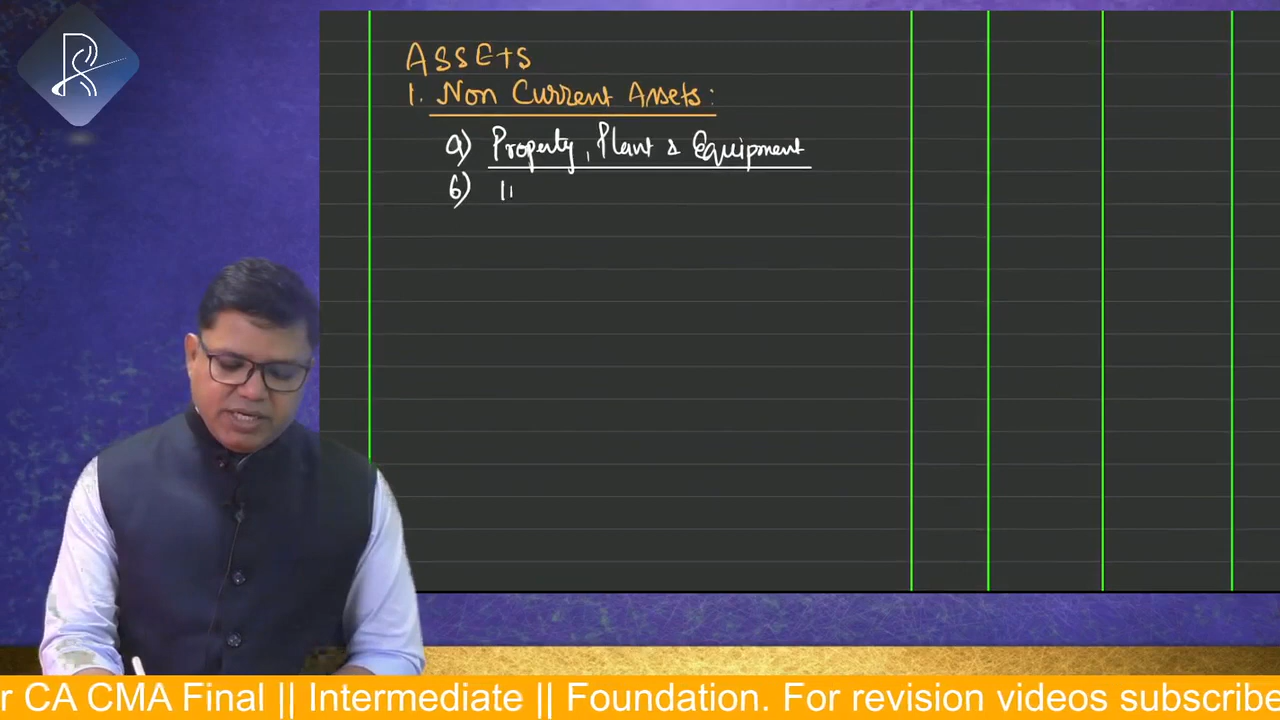 ASSETS
1. Non Current Assets:
a) Property, Plant & Equipment
b)
r CA CMA Final || Intermediate || Foundation. For revision videos subscribe